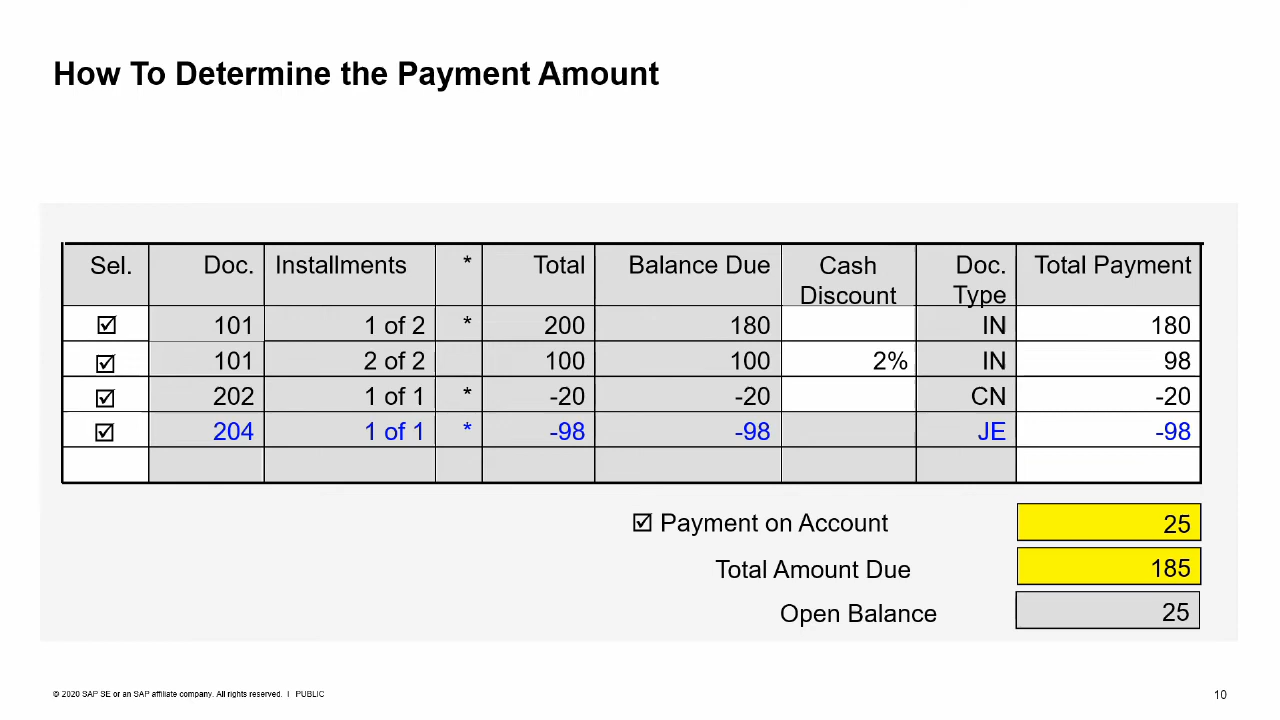 How To Determine the Payment Amount
Sel. Doc. Installments * Total Balance Due Cash Discount Doc. Type Total Payment
☑ 101 1 of 2 * 200 180 IN 180
☑ 101 2 of 2 100 100 2% IN 98
☑ 202 1 of 1 * -20 -20 CN -20
☑ 204 1 of 1 * -98 -98 JE -98
☑ Payment on Account 25
Total Amount Due 185
Open Balance 25
© 2020 SAP SE or an SAP affiliate company. All rights reserved. I PUBLIC
10